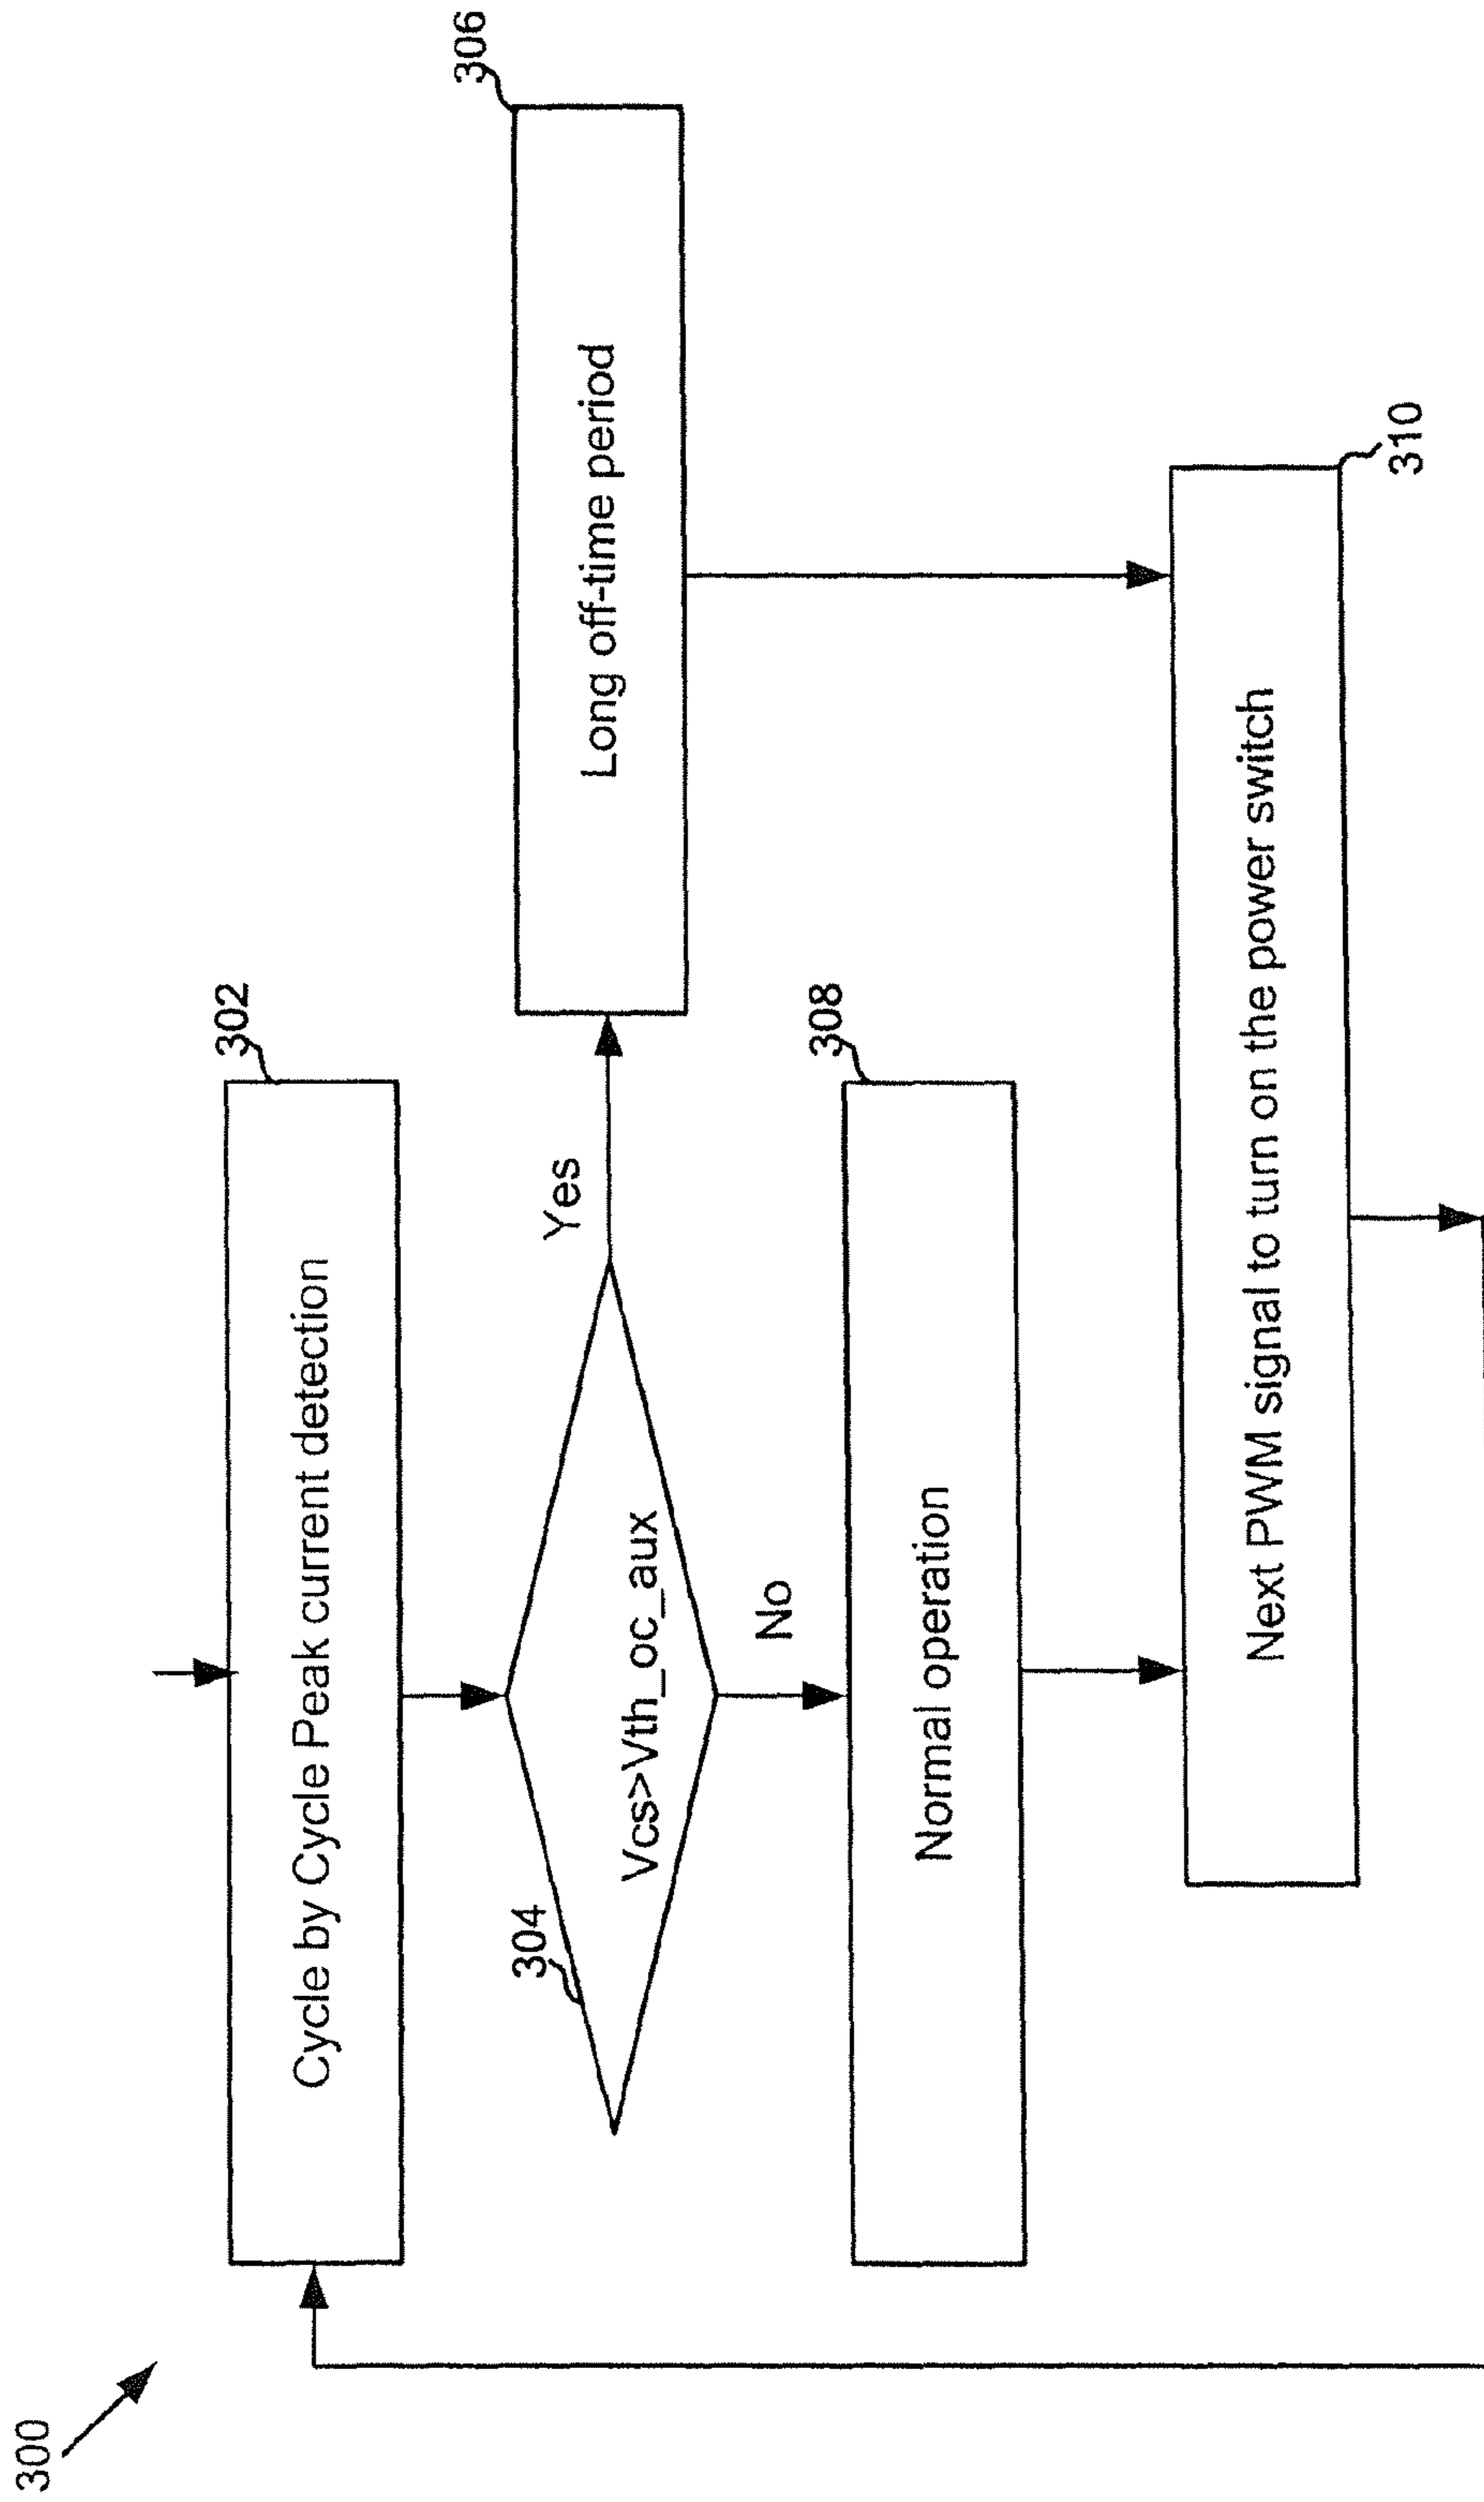 300
302
Cycle by Cycle Peak current detection
304
Vcs>Vth_oc_aux
Yes
306
Long off-time period
No
308
Normal operation
Next PWM signal to turn on the power switch
310